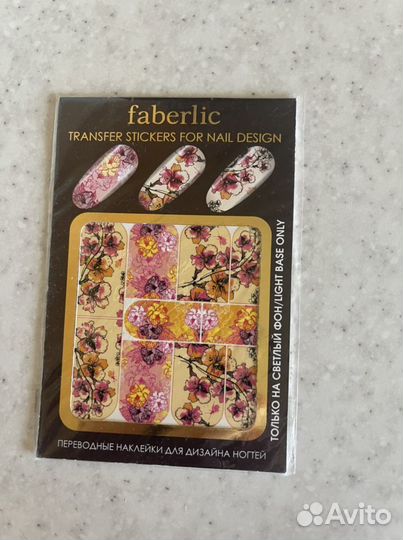 faberlic
TRANSFER STICKERS FOR NAIL DESIGN
ТОЛЬКО НА СВЕТЛЫЙ ФОН/LIGHT BASE ONLY
ПЕРЕВОДНЫЕ НАКЛЕЙКИ ДЛЯ ДИЗАЙНА НОГТЕЙ
Avito